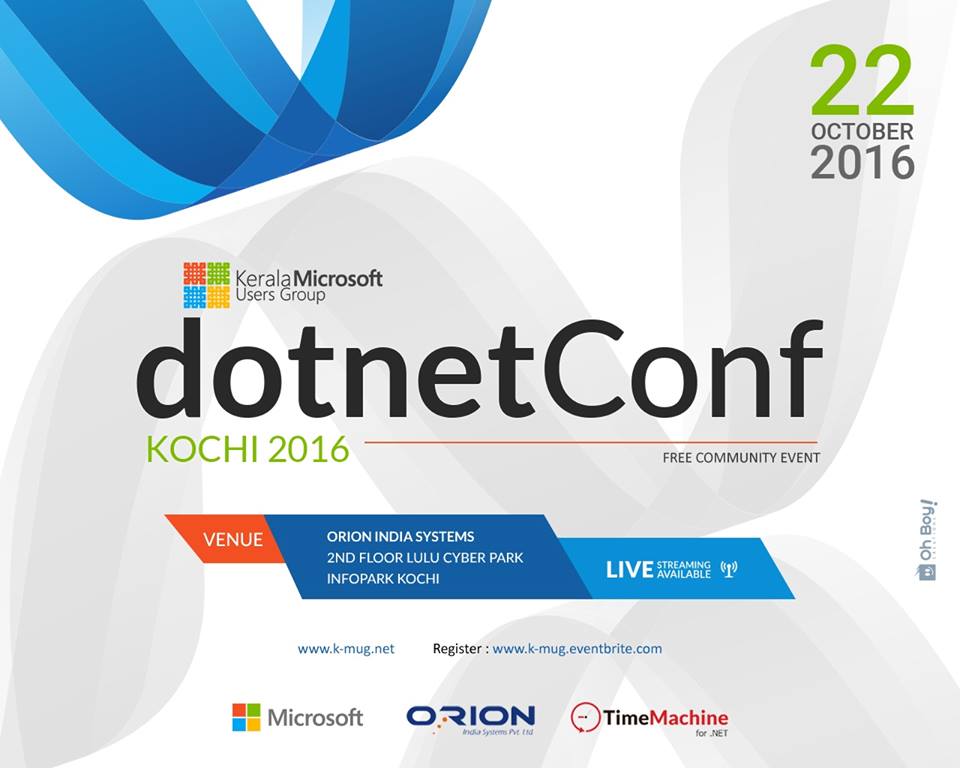 22
OCTOBER
2016
Kerala Microsoft
Users Group
dotnetConf
KOCHI 2016
FREE COMMUNITY EVENT
VENUE
ORION INDIA SYSTEMS
2ND FLOOR LULU CYBER PARK
INFOPARK KOCHI
LIVE STREAMING
AVAILABLE
Oh Boy!
www.k-mug.net
Register : www.k-mug.eventbrite.com
Microsoft
ORION
India Systems Pvt. Ltd
TimeMachine
for .NET